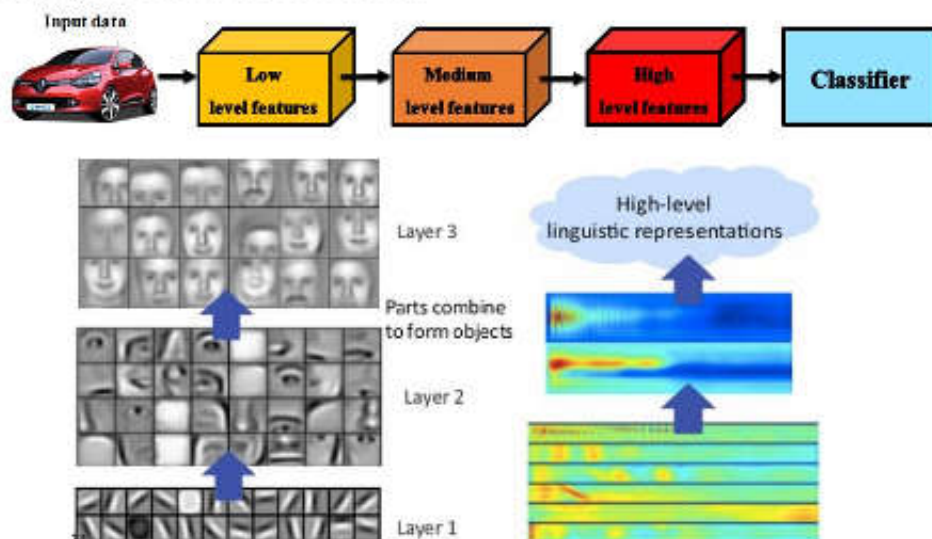 Input data
Low
level features
Medium
level features
High
level features
Classifier
Layer 3
Parts combine
to form objects
Layer 2
Layer 1
High-level
linguistic representations